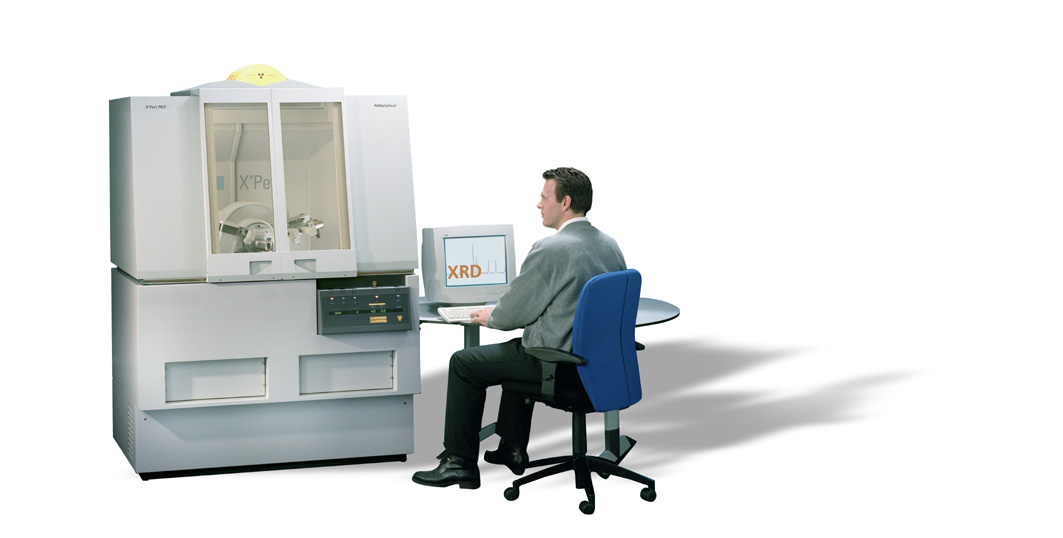 X'Pert PRO
PANalytical
X'Pe
XRD